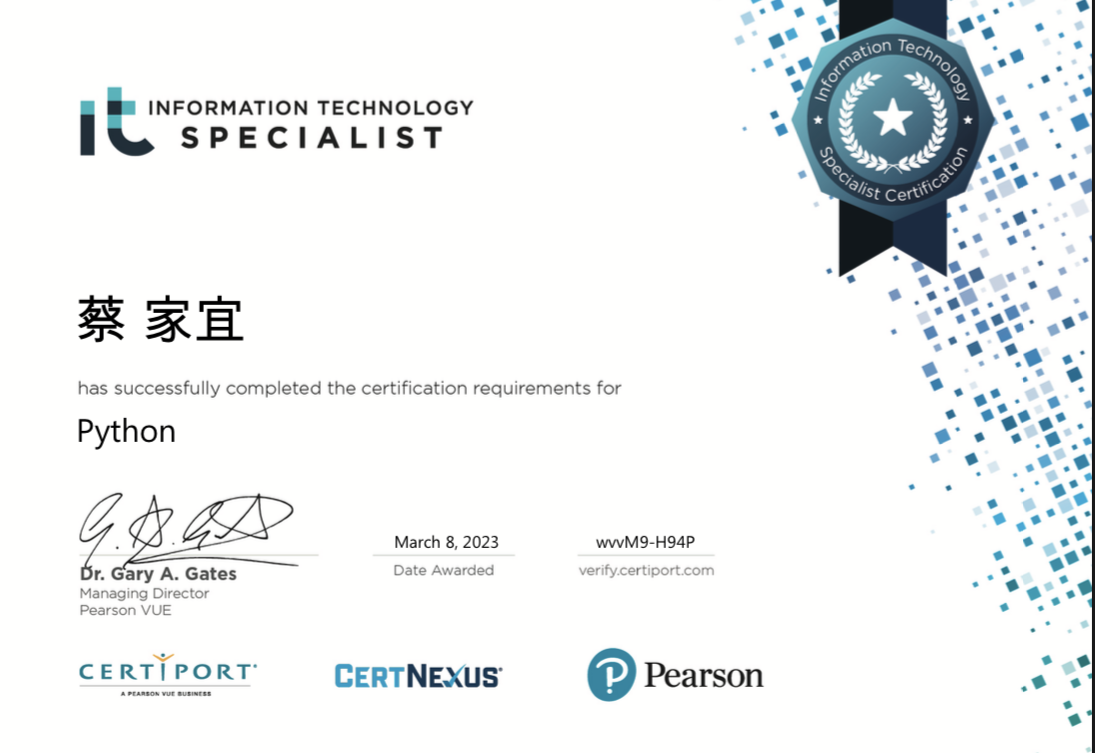 it INFORMATION TECHNOLOGY
SPECIALIST
Information Technology
Specialist Certification
蔡 家宜
has successfully completed the certification requirements for
Python
Dr. Gary A. Gates
Managing Director
Pearson VUE
March 8, 2023
Date Awarded
wvvM9-H94P
verify.certiport.com
CERTIPORT
A PEARSON VUE BUSINESS
CERTNEXUS
P Pearson